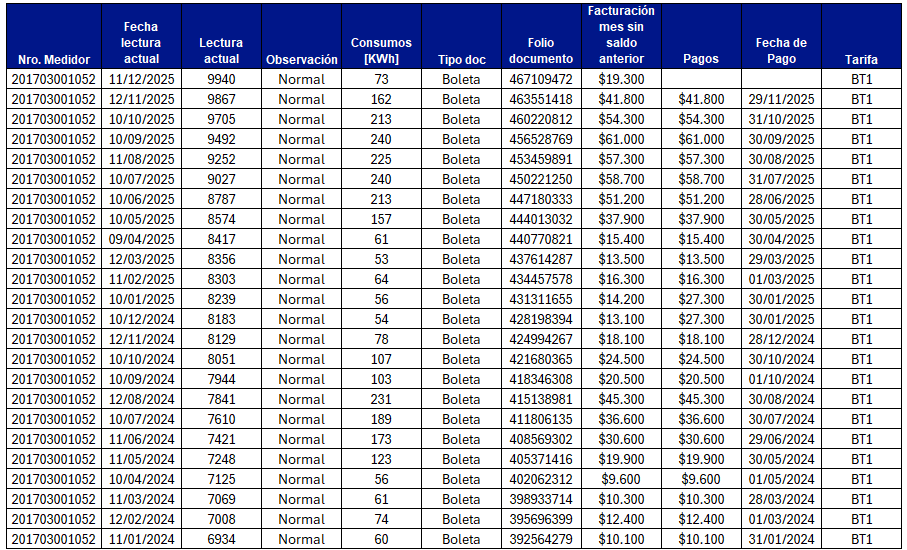 Nro. Medidor | Fecha lectura actual | Lectura actual | Observación | Consumos [KWh] | Tipo doc | Folio documento | Facturación mes sin saldo anterior | Pagos | Fecha de Pago | Tarifa
201703001052 | 11/12/2025 | 9940 | Normal | 73 | Boleta | 467109472 | $19.300 | | | BT1
201703001052 | 12/11/2025 | 9867 | Normal | 162 | Boleta | 463551418 | $41.800 | $41.800 | 29/11/2025 | BT1
201703001052 | 10/10/2025 | 9705 | Normal | 213 | Boleta | 460220812 | $54.300 | $54.300 | 31/10/2025 | BT1
201703001052 | 10/09/2025 | 9492 | Normal | 240 | Boleta | 456528769 | $61.000 | $61.000 | 30/09/2025 | BT1
201703001052 | 11/08/2025 | 9252 | Normal | 225 | Boleta | 453459891 | $57.300 | $57.300 | 30/08/2025 | BT1
201703001052 | 10/07/2025 | 9027 | Normal | 240 | Boleta | 450221250 | $58.700 | $58.700 | 31/07/2025 | BT1
201703001052 | 10/06/2025 | 8787 | Normal | 213 | Boleta | 447180333 | $51.200 | $51.200 | 28/06/2025 | BT1
201703001052 | 10/05/2025 | 8574 | Normal | 157 | Boleta | 444013032 | $37.900 | $37.900 | 30/05/2025 | BT1
201703001052 | 09/04/2025 | 8417 | Normal | 61 | Boleta | 440770821 | $15.400 | $15.400 | 30/04/2025 | BT1
201703001052 | 12/03/2025 | 8356 | Normal | 53 | Boleta | 437614287 | $13.500 | $13.500 | 29/03/2025 | BT1
201703001052 | 11/02/2025 | 8303 | Normal | 64 | Boleta | 434457578 | $16.300 | $16.300 | 01/03/2025 | BT1
201703001052 | 10/01/2025 | 8239 | Normal | 56 | Boleta | 431311655 | $14.200 | $27.300 | 30/01/2025 | BT1
201703001052 | 10/12/2024 | 8183 | Normal | 54 | Boleta | 428198394 | $13.100 | $27.300 | 30/01/2025 | BT1
201703001052 | 12/11/2024 | 8129 | Normal | 78 | Boleta | 424994267 | $18.100 | $18.100 | 28/12/2024 | BT1
201703001052 | 10/10/2024 | 8051 | Normal | 107 | Boleta | 421680365 | $24.500 | $24.500 | 30/10/2024 | BT1
201703001052 | 10/09/2024 | 7944 | Normal | 103 | Boleta | 418346308 | $20.500 | $20.500 | 01/10/2024 | BT1
201703001052 | 12/08/2024 | 7841 | Normal | 231 | Boleta | 415138981 | $45.300 | $45.300 | 30/08/2024 | BT1
201703001052 | 10/07/2024 | 7610 | Normal | 189 | Boleta | 411806135 | $36.600 | $36.600 | 30/07/2024 | BT1
201703001052 | 11/06/2024 | 7421 | Normal | 173 | Boleta | 408569302 | $30.600 | $30.600 | 29/06/2024 | BT1
201703001052 | 11/05/2024 | 7248 | Normal | 123 | Boleta | 405371416 | $19.900 | $19.900 | 30/05/2024 | BT1
201703001052 | 10/04/2024 | 7125 | Normal | 56 | Boleta | 402062312 | $9.600 | $9.600 | 01/05/2024 | BT1
201703001052 | 11/03/2024 | 7069 | Normal | 61 | Boleta | 398933714 | $10.300 | $10.300 | 28/03/2024 | BT1
201703001052 | 12/02/2024 | 7008 | Normal | 74 | Boleta | 395696399 | $12.400 | $12.400 | 01/03/2024 | BT1
201703001052 | 11/01/2024 | 6934 | Normal | 60 | Boleta | 392564279 | $10.100 | $10.100 | 31/01/2024 | BT1